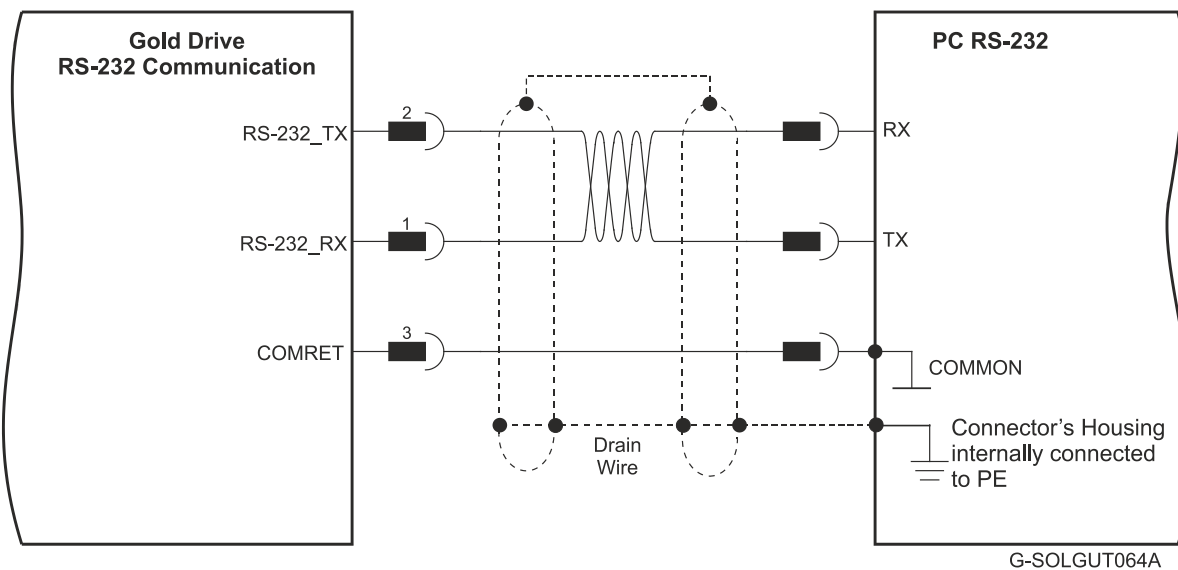 Gold Drive
RS-232 Communication
PC RS-232
RS-232_TX
2
RX
RS-232_RX
1
TX
COMRET
3
COMMON
Drain
Wire
Connector's Housing
internally connected
to PE
G-SOLGUT064A